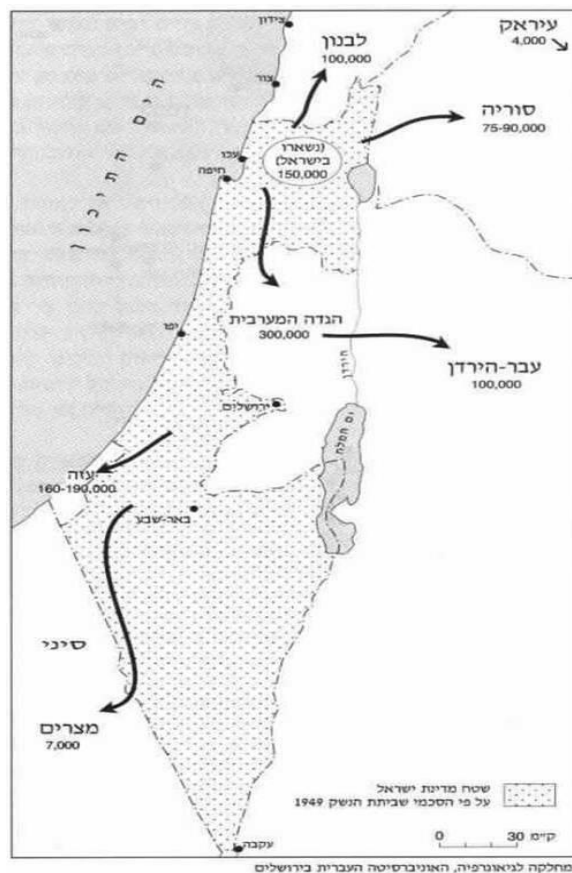 צידון
לבנון
100,000
עיראק
4,000
צור
סוריה
75-90,000
הים התיכון
עכו
חיפה
(נשארו
בישראל)
150,000
יפו
הגדה המערבית
300,000
ירדן
עבר-הירדן
100,000
ירושלים
ים המלח
עזה
160-190,000
באר-שבע
סיני
מצרים
7,000
שטח מדינת ישראל
על פי הסכמי שביתת הנשק 1949
ק״מ 30 0
עקבה
מחלקה לגיאוגרפיה, האוניברסיטה העברית בירושלים